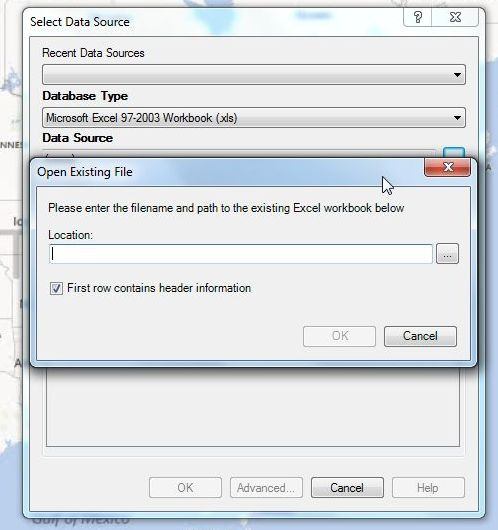 Select Data Source
?
Recent Data Sources
Database Type
Microsoft Excel 97-2003 Workbook (.xls)
Data Source
Open Existing File
Please enter the filename and path to the existing Excel workbook below
Location:
...
First row contains header information
OK Cancel
OK Advanced... Cancel Help
Gulf of Mexico